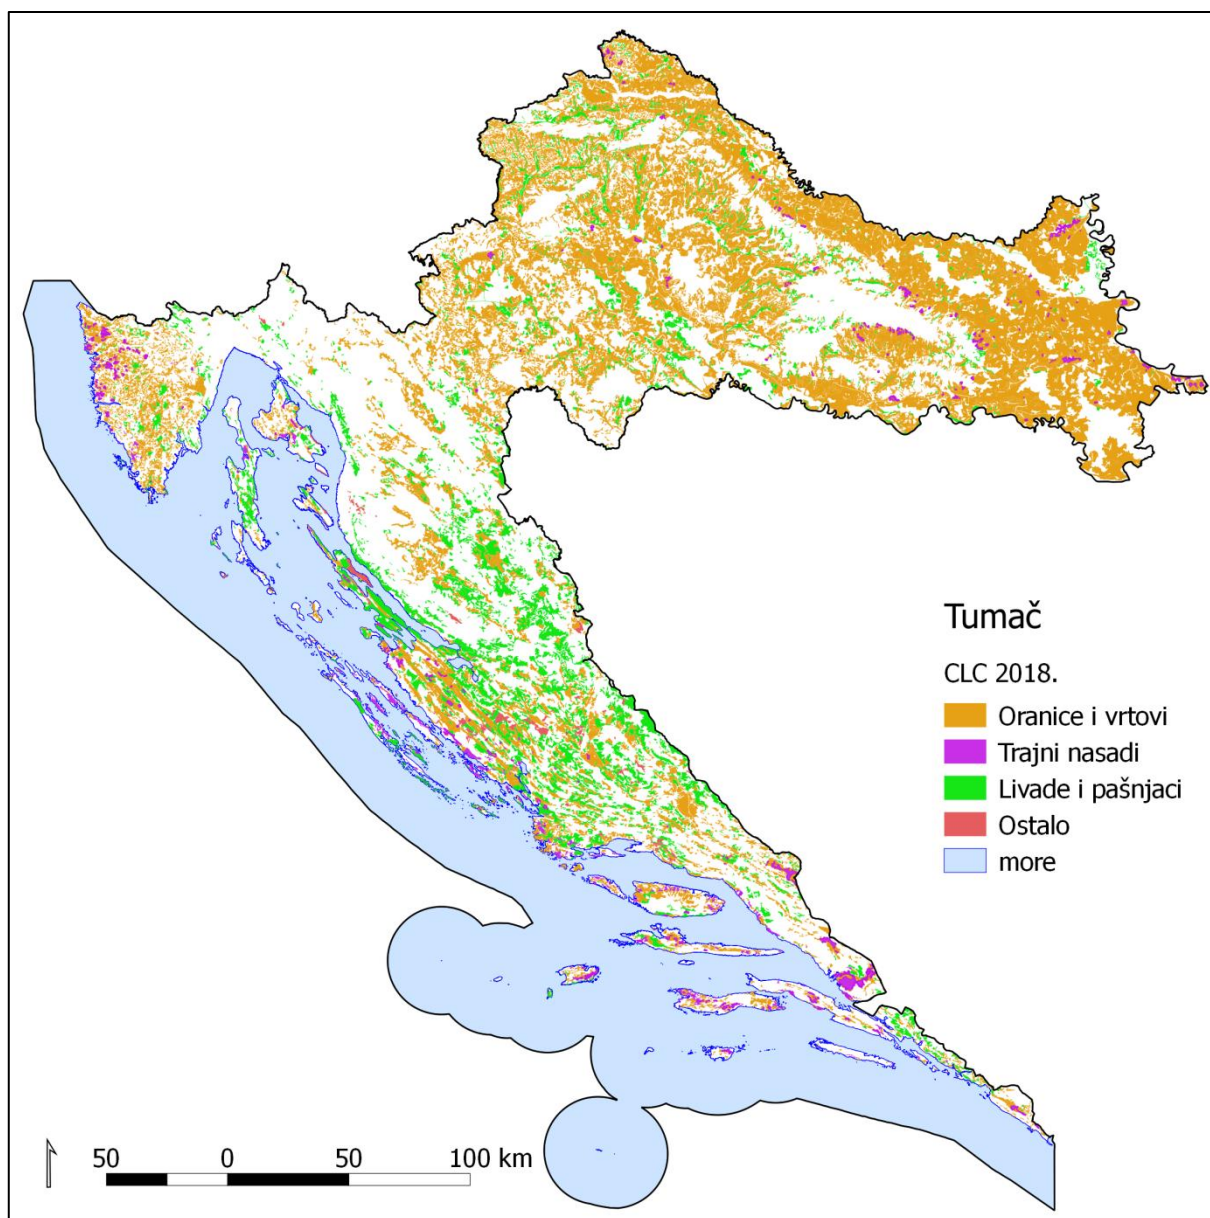 Tumač
CLC 2018.
Oranice i vrtovi
Trajni nasadi
Livade i pašnjaci
Ostalo
more
50 0 50 100 km